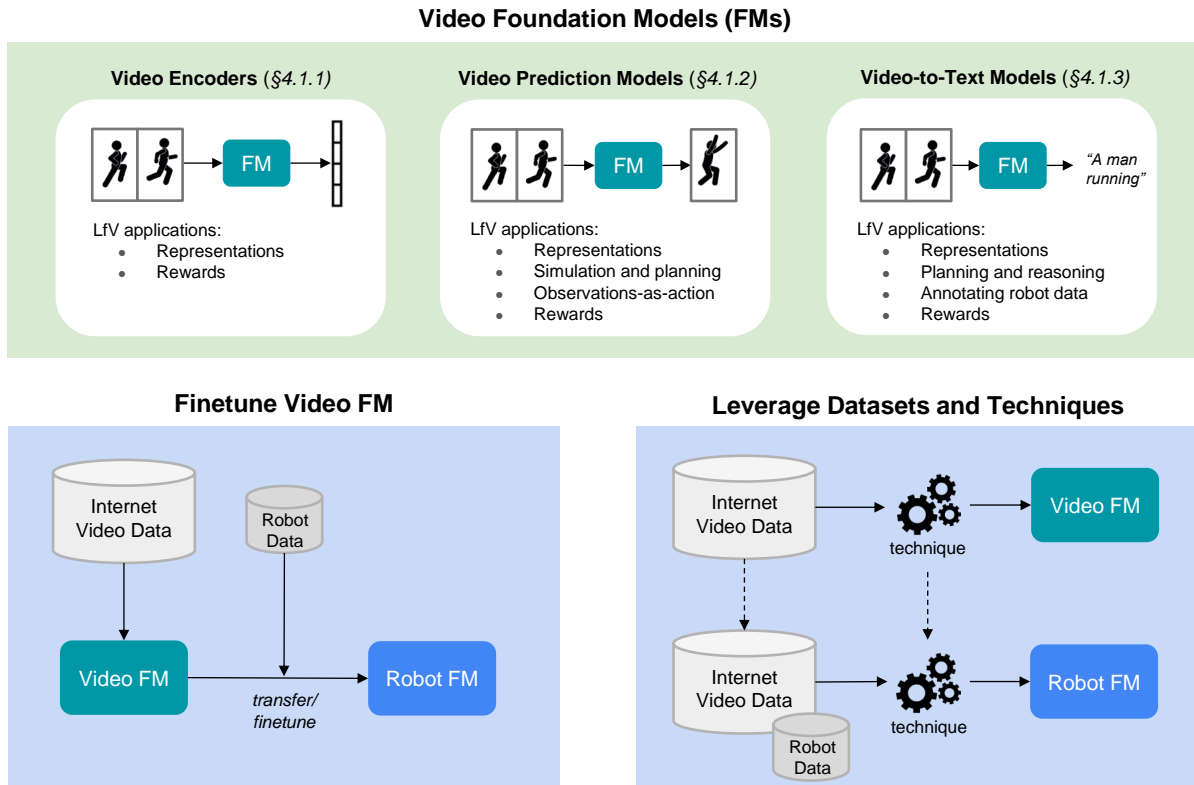 Video Foundation Models (FMs)
Video Encoders (§4.1.1)
FM
LfV applications:
● Representations
● Rewards
Video Prediction Models (§4.1.2)
FM
LfV applications:
● Representations
● Simulation and planning
● Observations-as-action
● Rewards
Video-to-Text Models (§4.1.3)
FM
“A man
running”
LfV applications:
● Representations
● Planning and reasoning
● Annotating robot data
● Rewards
Finetune Video FM
Internet
Video Data
Robot
Data
Video FM
transfer/
finetune
Robot FM
Leverage Datasets and Techniques
Internet
Video Data
technique
Video FM
Internet
Video Data
Robot
Data
technique
Robot FM